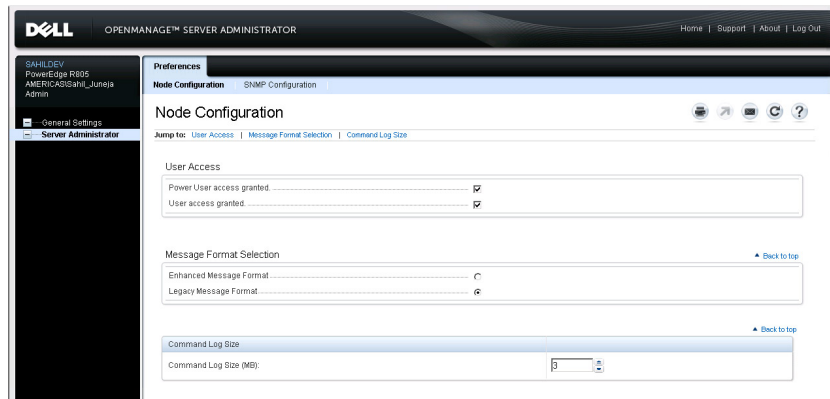 DELL OPENMANAGE™ SERVER ADMINISTRATOR
Home | Support | About | Log Out
SAHILDEV
PowerEdge R805
AMERICAS\Sahil_Juneja
Admin
General Settings
Server Administrator
Preferences
Node Configuration SNMP Configuration
Node Configuration
?
Jump to: User Access | Message Format Selection | Command Log Size
User Access
Power User access granted.
User access granted.
Message Format Selection
Back to top
Enhanced Message Format
Legacy Message Format
Back to top
Command Log Size
Command Log Size (MB):
3